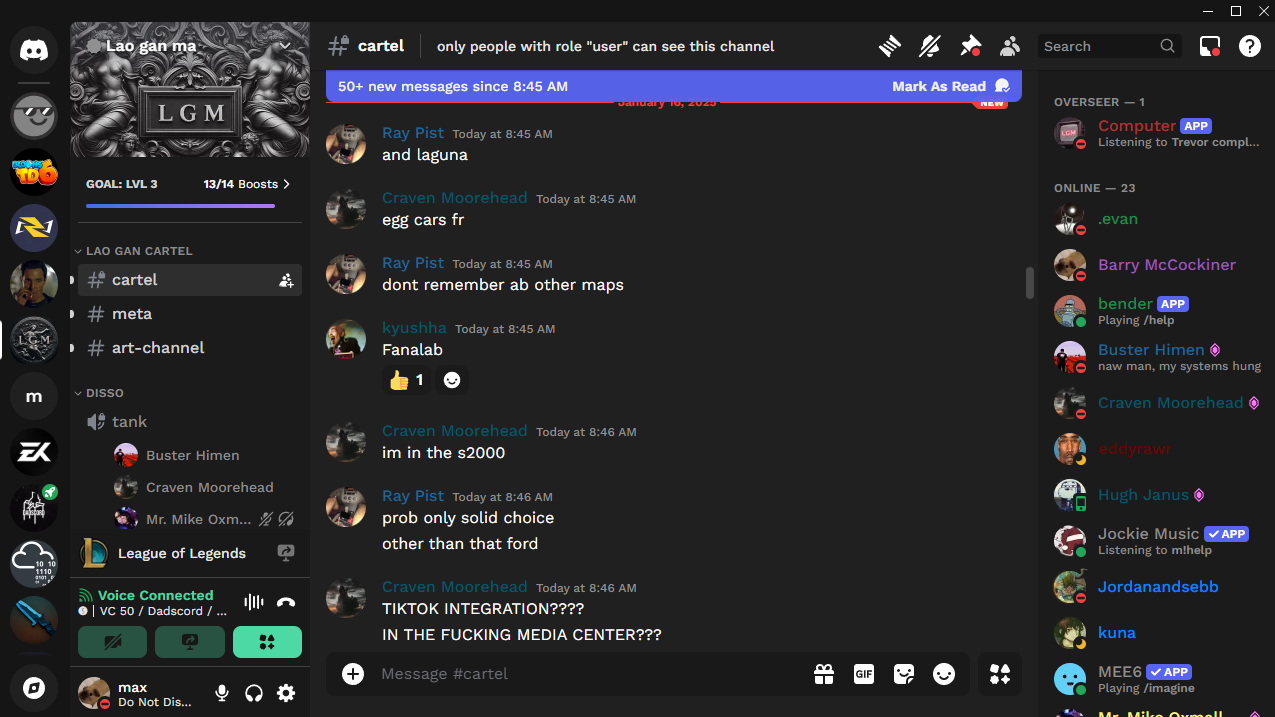 Lao gan ma
LGM
GOAL: LVL 3
13/14 Boosts
LAO GAN CARTEL
cartel
meta
art-channel
DISSO
tank
Buster Himen
Craven Moorehead
Mr. Mike Oxm...
League of Legends
Voice Connected
| VC 50 / Dadscord / ...
max
Do Not Dis...
m
cartel
only people with role "user" can see this channel
Search
50+ new messages since 8:45 AM
Mark As Read
January 16, 2025
NEW
Ray Pist Today at 8:45 AM
and laguna
Craven Moorehead Today at 8:45 AM
egg cars fr
Ray Pist Today at 8:45 AM
dont remember ab other maps
kyushha Today at 8:45 AM
Fanalab
1
Craven Moorehead Today at 8:46 AM
im in the s2000
Ray Pist Today at 8:46 AM
prob only solid choice
other than that ford
Craven Moorehead Today at 8:46 AM
TIKTOK INTEGRATION????
IN THE FUCKING MEDIA CENTER???
Message #cartel
GIF
OVERSEER — 1
Computer APP
Listening to Trevor compl...
ONLINE — 23
.evan
Barry McCockiner
bender APP
Playing /help
Buster Himen
naw man, my systems hung
Craven Moorehead
eddyrawr
Hugh Janus
Jockie Music APP
Listening to m!help
Jordanandsebb
kuna
MEE6 APP
Playing /imagine
Mr. Mike Oxmell